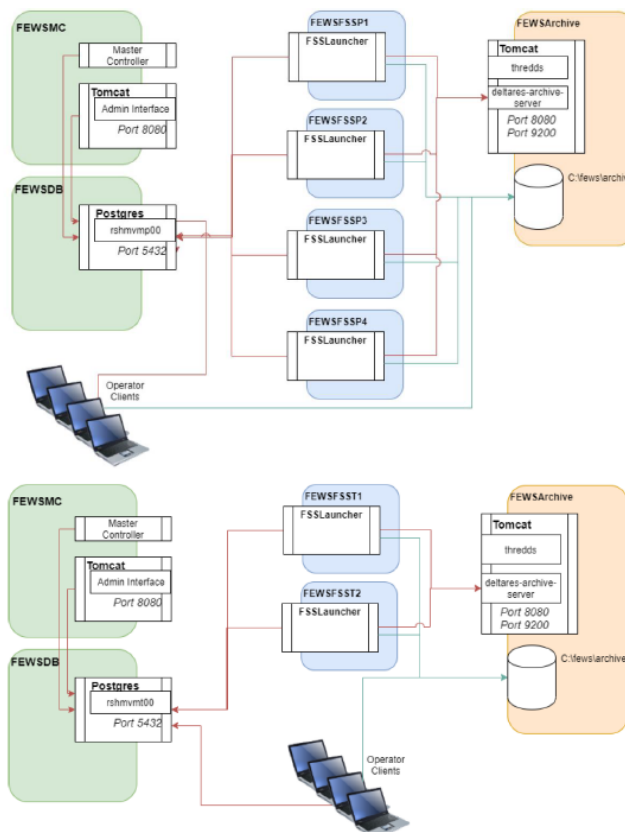 FEWSMC
Master
Controller
Tomcat
Admin Interface
Port 8080
FEWSDB
Postgres
rshmvmp00
Port 5432
Operator
Clients
FEWSFSSP1
FSSLauncher
FEWSFSSP2
FSSLauncher
FEWSFSSP3
FSSLauncher
FEWSFSSP4
FSSLauncher
FEWSArchive
Tomcat
thredds
deltares-archive-
server
Port 8080
Port 9200
C:\fews\archive
FEWSMC
Master
Controller
Tomcat
Admin Interface
Port 8080
FEWSDB
Postgres
rshmvmt00
Port 5432
FEWSFSST1
FSSLauncher
FEWSFSST2
FSSLauncher
Operator
Clients
FEWSArchive
Tomcat
thredds
deltares-archive-
server
Port 8080
Port 9200
C:\fews\archive